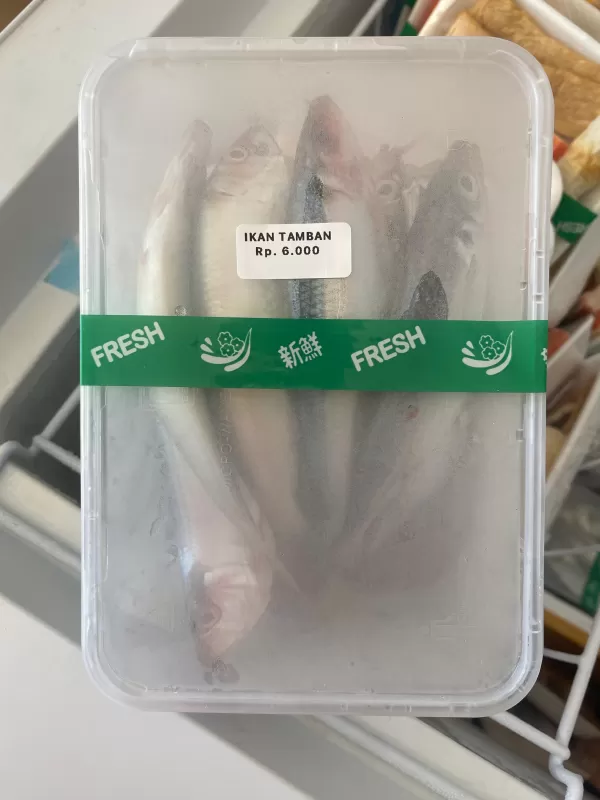 IKAN TAMBAN
Rp. 6.000
FRESH 新鮮 FRESH